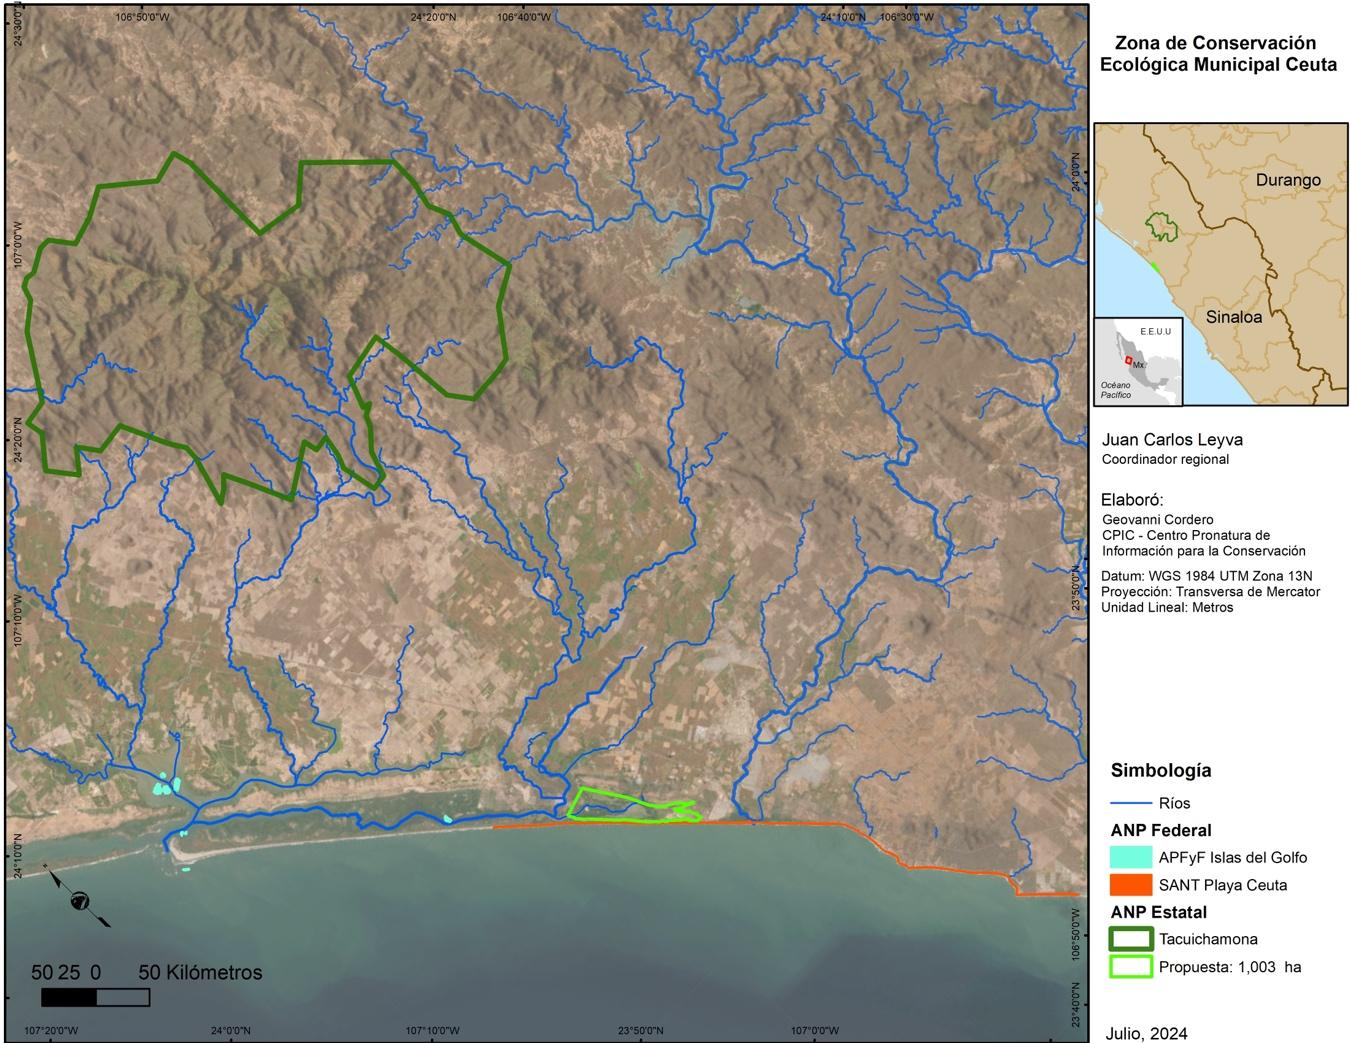 106°50'0"W
24°20'0"N
106°40'0"W
24°10'0"N
106°30'0"W
24°30'0"N
107°0'0"W
24°20'0"N
107°10'0"W
24°10'0"N
24°0'0"N
23°50'0"N
106°50'0"W
23°40'0"N
107°20'0"W
24°0'0"N
107°10'0"W
23°50'0"N
107°0'0"W
50 25 0 50 Kilómetros
Zona de Conservación
Ecológica Municipal Ceuta
Durango
Sinaloa
E.E.U.U
Mx.
Océano
Pacífico
Juan Carlos Leyva
Coordinador regional
Elaboró:
Geovanni Cordero
CPIC - Centro Pronatura de
Información para la Conservación
Datum: WGS 1984 UTM Zona 13N
Proyección: Transversa de Mercator
Unidad Lineal: Metros
Simbología
Ríos
ANP Federal
APFyF Islas del Golfo
SANT Playa Ceuta
ANP Estatal
Tacuichamona
Propuesta: 1,003 ha
Julio, 2024